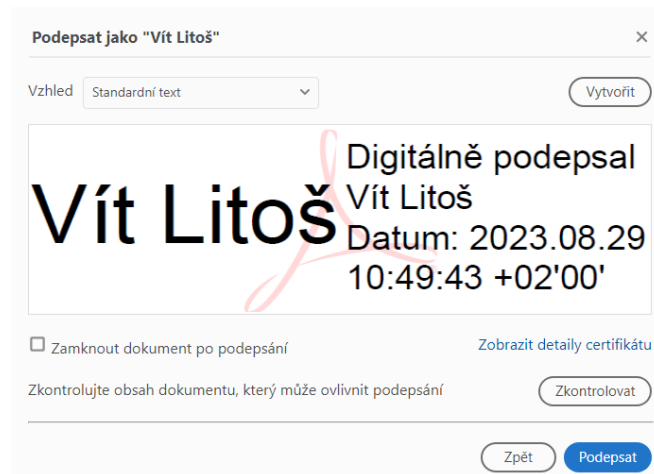 Podepsat jako "Vít Litoš"
Vzhled Standardní text Vytvořit
Vít Litoš
Digitálně podepsal
Vít Litoš
Datum: 2023.08.29
10:49:43 +02'00'
Zamknout dokument po podepsání Zobrazit detaily certifikátu
Zkontrolujte obsah dokumentu, který může ovlivnit podepsání Zkontrolovat
Zpět Podepsat